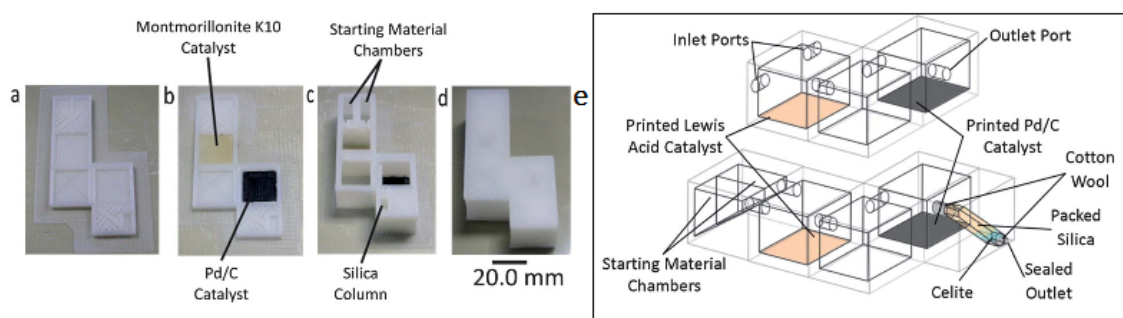 Montmorillonite K10
Catalyst
Starting Material
Chambers
a
b
c
d
e
Pd/C
Catalyst
Silica
Column
20.0 mm
Inlet Ports
Outlet Port
Printed Lewis
Acid Catalyst
Printed Pd/C
Catalyst
Cotton
Wool
Packed
Silica
Starting Material
Chambers
Celite
Sealed
Outlet